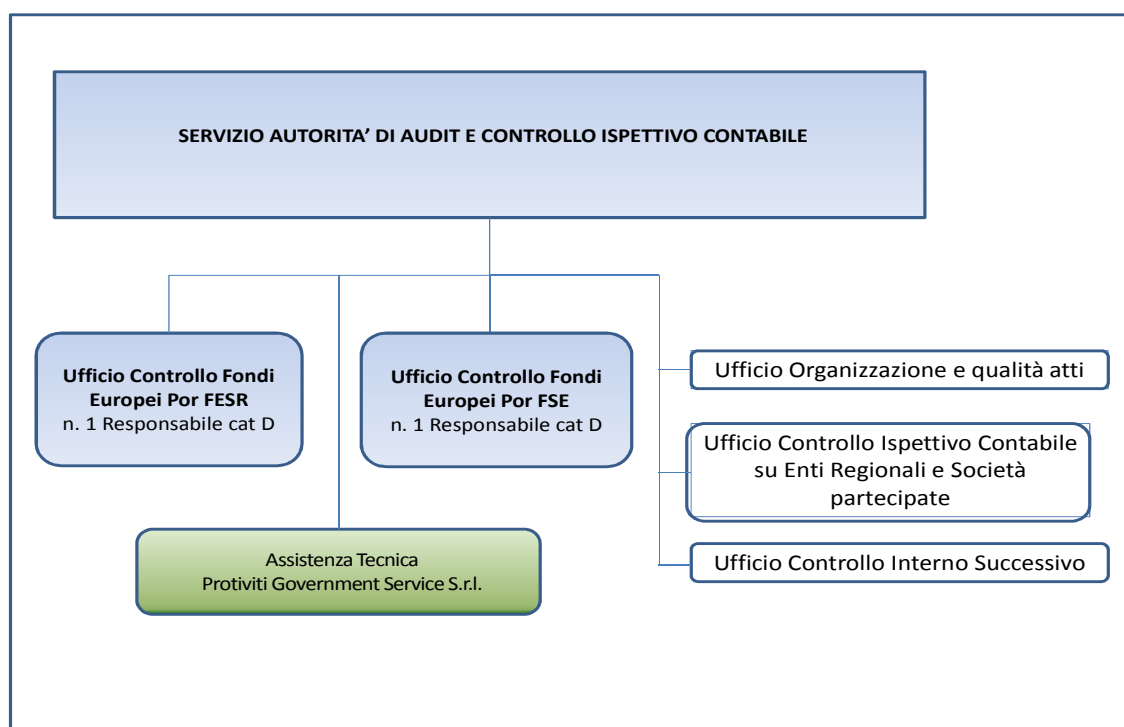 SERVIZIO AUTORITA’ DI AUDIT E CONTROLLO ISPETTIVO CONTABILE
Ufficio Controllo Fondi
Europei Por FESR
n. 1 Responsabile cat D
Ufficio Controllo Fondi
Europei Por FSE
n. 1 Responsabile cat D
Ufficio Organizzazione e qualità atti
Ufficio Controllo Ispettivo Contabile
su Enti Regionali e Società
partecipate
Assistenza Tecnica
Protiviti Government Service S.r.l.
Ufficio Controllo Interno Successivo